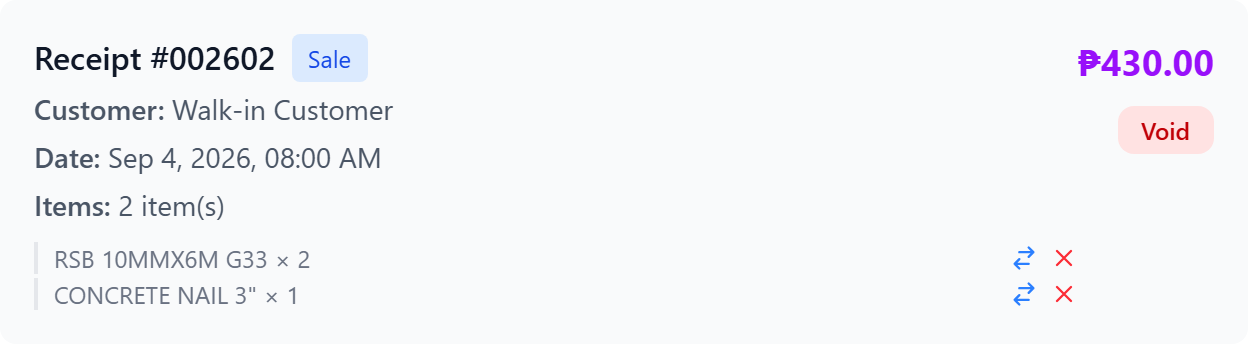 Receipt #002602 Sale
₱430.00
Customer: Walk-in Customer
Void
Date: Sep 4, 2026, 08:00 AM
Items: 2 item(s)
RSB 10MMX6M G33 × 2
CONCRETE NAIL 3" × 1